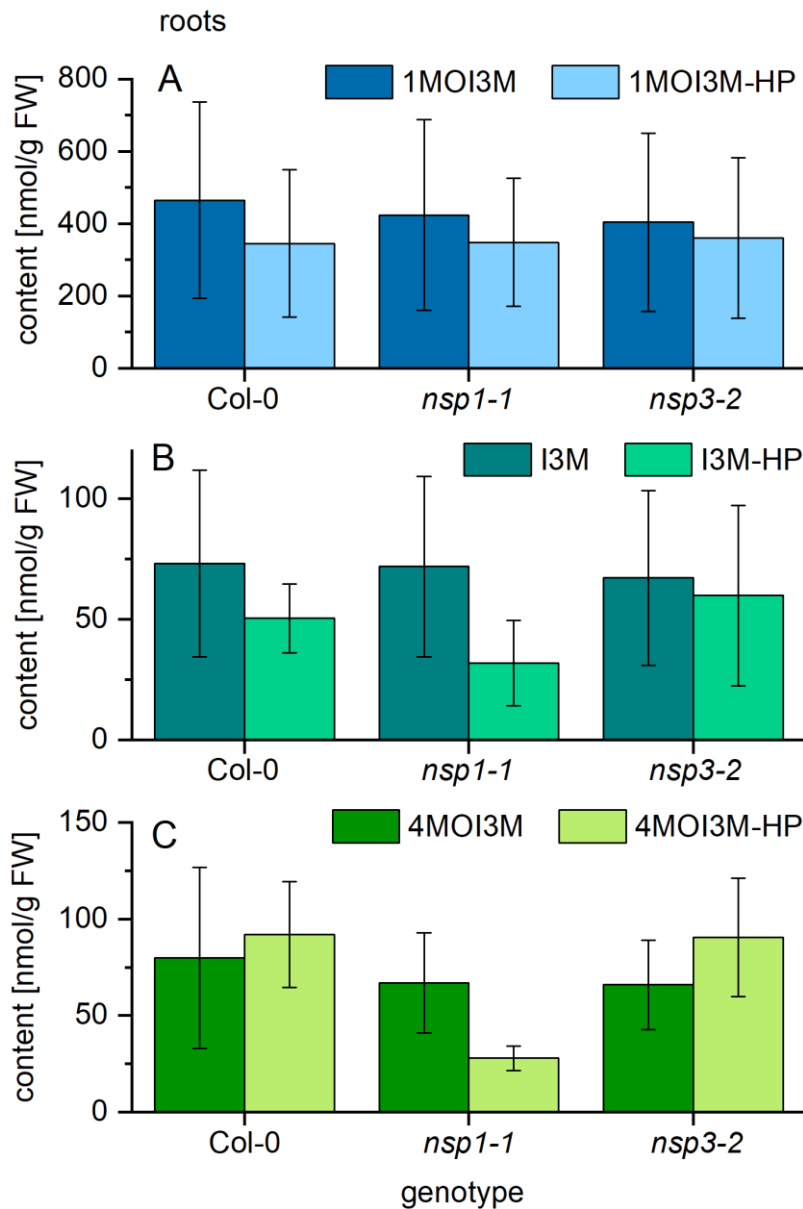 roots
A
1MOI3M 1MOI3M-HP
content [nmol/g FW]
800
600
400
200
0
Col-0 nsp1-1 nsp3-2
B
I3M I3M-HP
content [nmol/g FW]
100
50
0
Col-0 nsp1-1 nsp3-2
C
4MOI3M 4MOI3M-HP
content [nmol/g FW]
150
100
50
0
Col-0 nsp1-1 nsp3-2
genotype